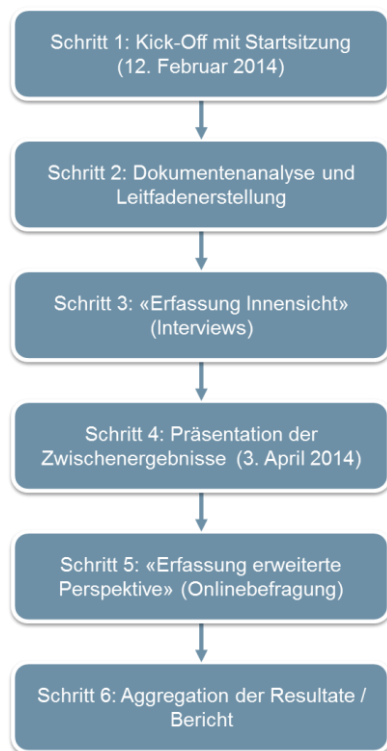 Schritt 1: Kick-Off mit Startsitzung
(12. Februar 2014)
Schritt 2: Dokumentenanalyse und
Leitfadenerstellung
Schritt 3: «Erfassung Innensicht»
(Interviews)
Schritt 4: Präsentation der
Zwischenergebnisse (3. April 2014)
Schritt 5: «Erfassung erweiterte
Perspektive» (Onlinebefragung)
Schritt 6: Aggregation der Resultate /
Bericht